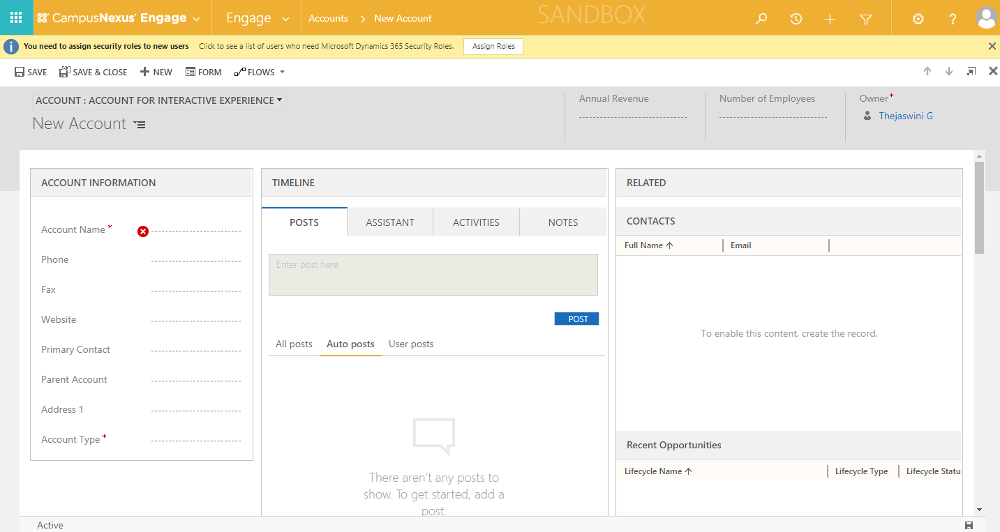 CampusNexus' Engage
Engage
Accounts
New Account
SANDBOX
?
You need to assign security roles to new users
Click to see a list of users who need Microsoft Dynamics 365 Security Roles.
Assign Roles
SAVE
SAVE & CLOSE
NEW
FORM
FLOWS
ACCOUNT : ACCOUNT FOR INTERACTIVE EXPERIENCE
New Account
Annual Revenue
Number of Employees
Owner*
Thejaswini G
ACCOUNT INFORMATION
Account Name *
Phone
Fax
Website
Primary Contact
Parent Account
Address 1
Account Type *
TIMELINE
POSTS
ASSISTANT
ACTIVITIES
NOTES
Enter post here
POST
All posts
Auto posts
User posts
There aren't any posts to
show. To get started, add a
post.
RELATED
CONTACTS
Full Name
Email
To enable this content, create the record.
Recent Opportunities
Lifecycle Name
Lifecycle Type
Lifecycle Statu
Active